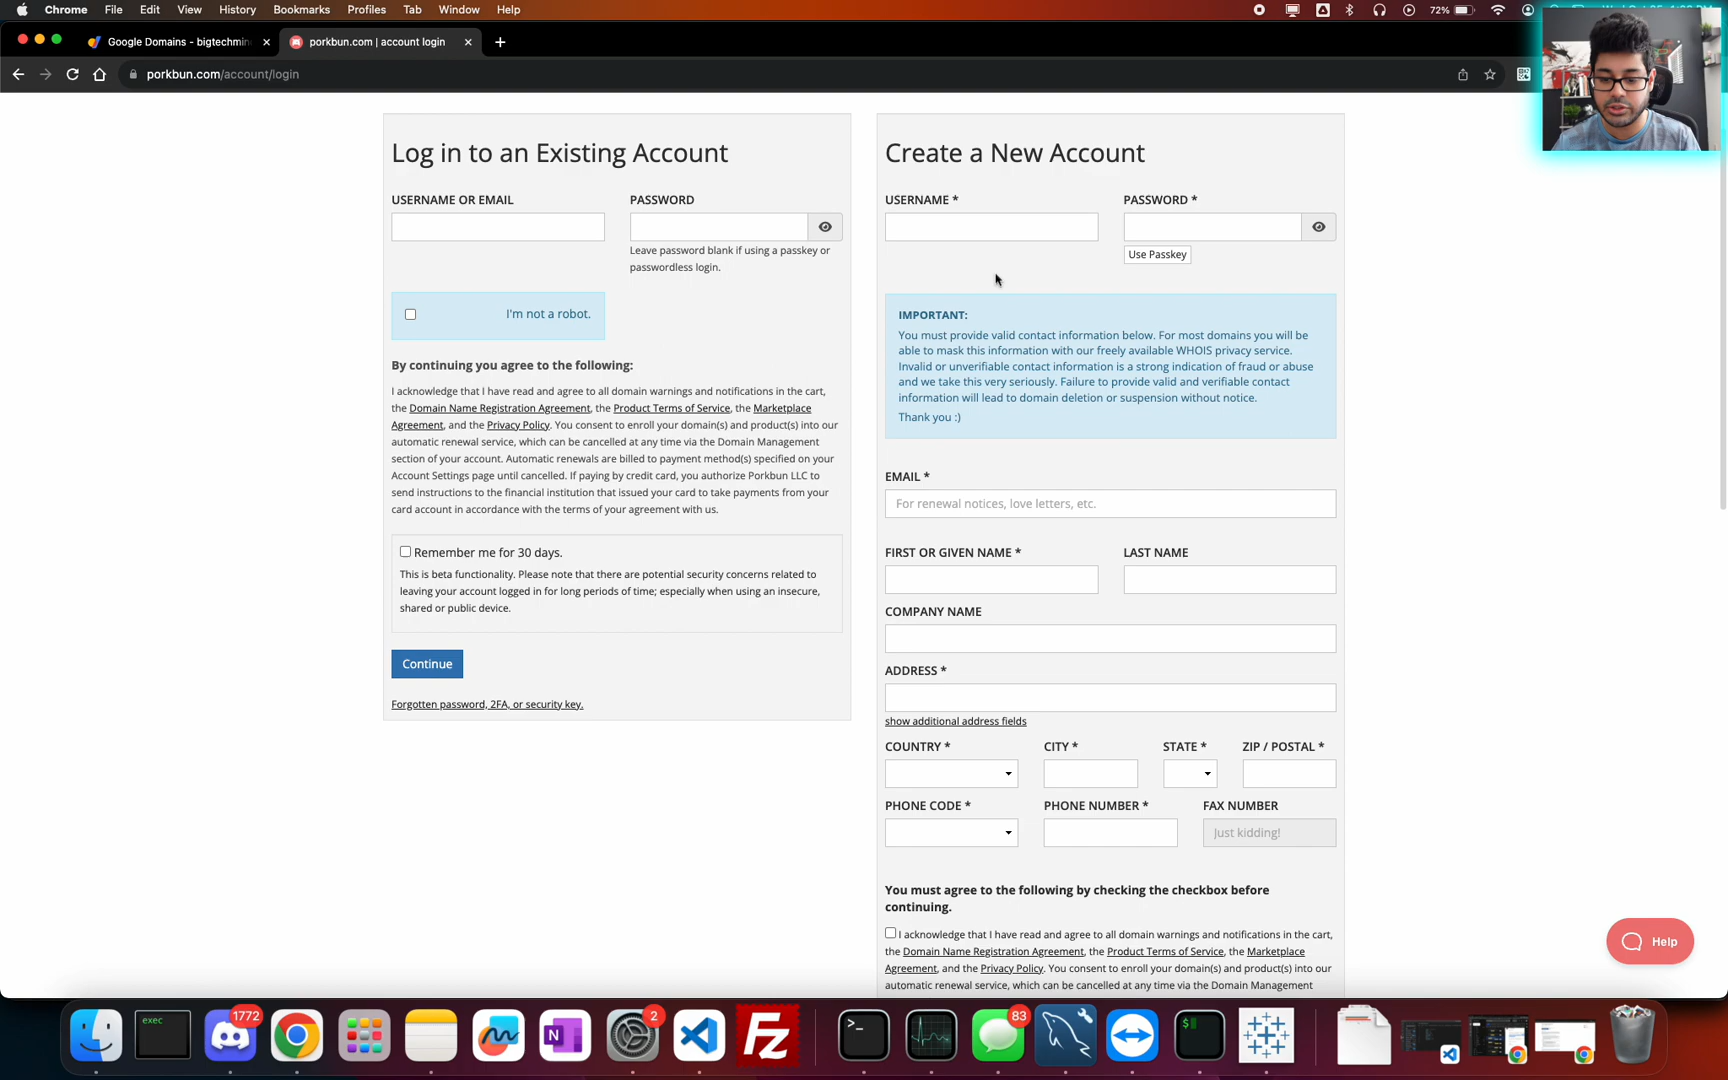 Chrome File Edit View History Bookmarks Profiles Tab Window Help
72%
Google Domains - bigtechmin
porkbun.com | account login
porkbun.com/account/login
Log in to an Existing Account
USERNAME OR EMAIL
PASSWORD
Leave password blank if using a passkey or
passwordless login.
I'm not a robot.
By continuing you agree to the following:
I acknowledge that I have read and agree to all domain warnings and notifications in the cart,
the Domain Name Registration Agreement, the Product Terms of Service, the Marketplace
Agreement, and the Privacy Policy. You consent to enroll your domain(s) and product(s) into our
automatic renewal service, which can be cancelled at any time via the Domain Management
section of your account. Automatic renewals are billed to payment method(s) specified on your
Account Settings page until cancelled. If paying by credit card, you authorize Porkbun LLC to
send instructions to the financial institution that issued your card to take payments from your
card account in accordance with the terms of your agreement with us.
Remember me for 30 days.
This is beta functionality. Please note that there are potential security concerns related to
leaving your account logged in for long periods of time; especially when using an insecure,
shared or public device.
Continue
Forgotten password, 2FA, or security key.
Create a New Account
USERNAME *
PASSWORD *
Use Passkey
IMPORTANT:
You must provide valid contact information below. For most domains you will be
able to mask this information with our freely available WHOIS privacy service.
Invalid or unverifiable contact information is a strong indication of fraud or abuse
and we take this very seriously. Failure to provide valid and verifiable contact
information will lead to domain deletion or suspension without notice.
Thank you :)
EMAIL *
For renewal notices, love letters, etc.
FIRST OR GIVEN NAME *
LAST NAME
COMPANY NAME
ADDRESS *
show additional address fields
COUNTRY *
CITY *
STATE *
ZIP / POSTAL *
PHONE CODE *
PHONE NUMBER *
FAX NUMBER
Just kidding!
You must agree to the following by checking the checkbox before
continuing.
I acknowledge that I have read and agree to all domain warnings and notifications in the cart,
the Domain Name Registration Agreement, the Product Terms of Service, the Marketplace
Agreement, and the Privacy Policy. You consent to enroll your domain(s) and product(s) into our
automatic renewal service, which can be cancelled at any time via the Domain Management
Help
exec
1772
2
Fz
83